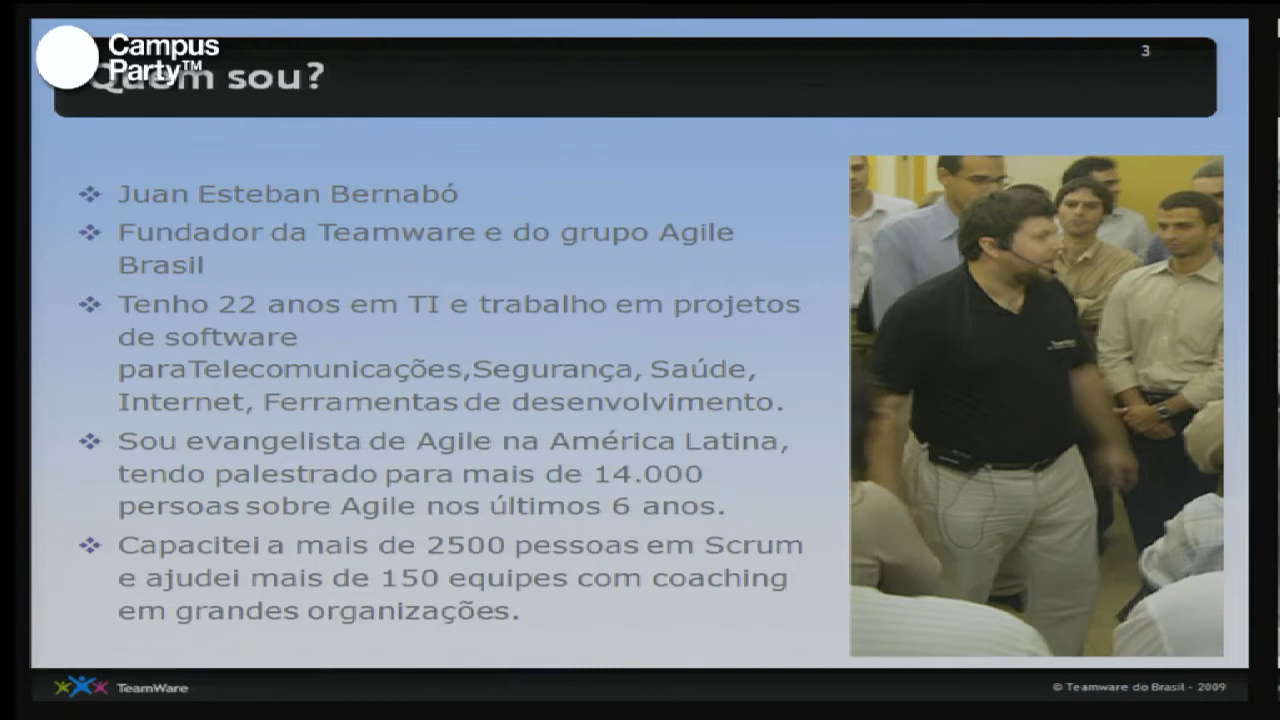 Campus
Party™
Quem sou?
3
Juan Esteban Bernabó
Fundador da Teamware e do grupo Agile
Brasil
Tenho 22 anos em TI e trabalho em projetos
de software
paraTelecomunicações,Segurança, Saúde,
Internet, Ferramentas de desenvolvimento.
Sou evangelista de Agile na América Latina,
tendo palestrado para mais de 14.000
persoas sobre Agile nos últimos 6 anos.
Capacitei a mais de 2500 pessoas em Scrum
e ajudei mais de 150 equipes com coaching
em grandes organizações.
TeamWare
© Teamware do Brasil - 2009